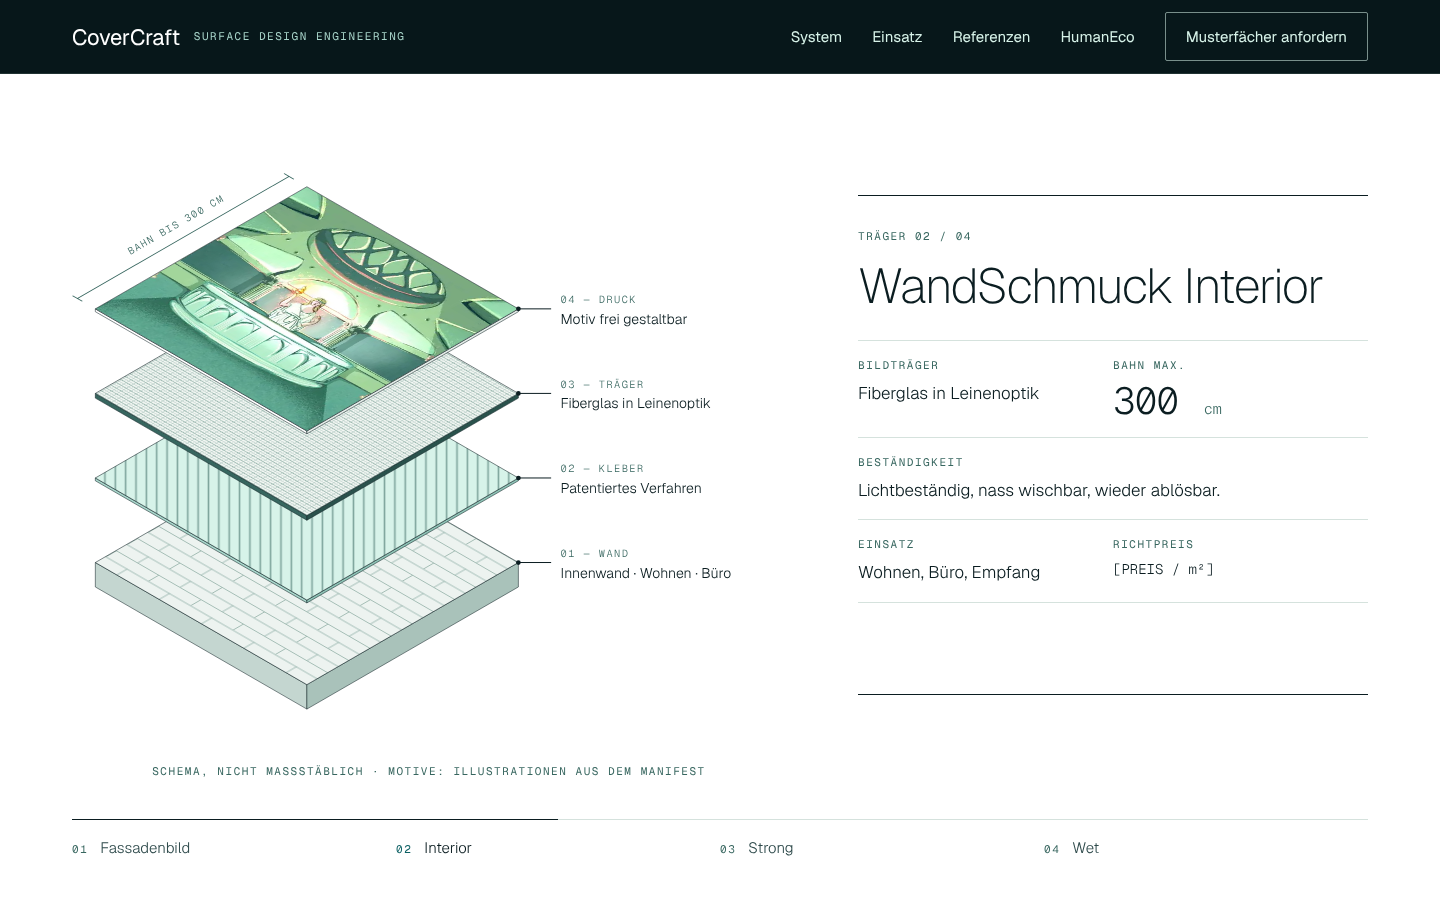 CoverCraft SURFACE DESIGN ENGINEERING System Einsatz Referenzen HumanEco Musterfächer anfordern
BAHN BIS 300 CM
04 — DRUCK
Motiv frei gestaltbar
03 — TRÄGER
Fiberglas in Leinenoptik
02 — KLEBER
Patentiertes Verfahren
01 — WAND
Innenwand · Wohnen · Büro
SCHEMA, NICHT MASSSTÄBLICH · MOTIVE: ILLUSTRATIONEN AUS DEM MANIFEST
TRÄGER 02 / 04
WandSchmuck Interior
BILDTRÄGER
Fiberglas in Leinenoptik
BAHN MAX.
300 cm
BESTÄNDIGKEIT
Lichtbeständig, nass wischbar, wieder ablösbar.
EINSATZ
Wohnen, Büro, Empfang
RICHTPREIS
[PREIS / m²]
01 Fassadenbild
02 Interior
03 Strong
04 Wet